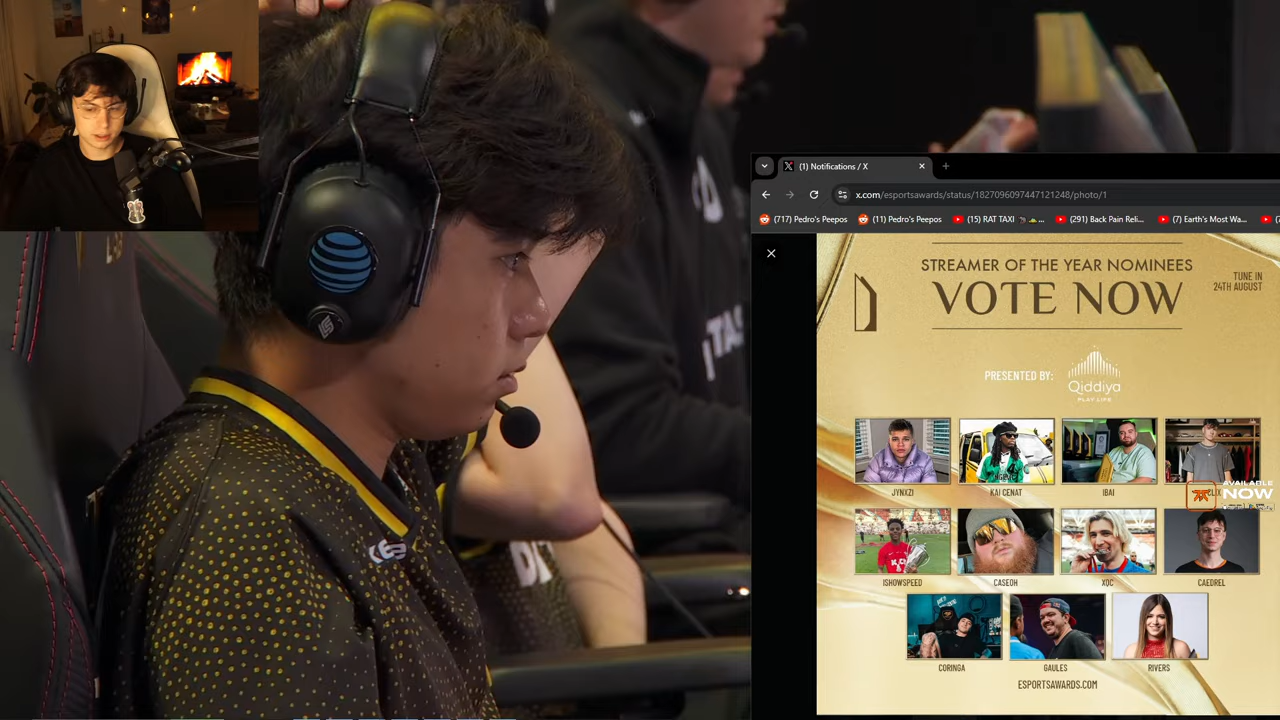 (1) Notifications / X
x.com/esportsawards/status/1827096097447121248/photo/1
(717) Pedro's Peepos
(11) Pedro's Peepos
(15) RAT TAXI
(291) Back Pain Reli...
(7) Earth's Most Wa...
STREAMER OF THE YEAR NOMINEES
VOTE NOW
TUNE IN
24TH AUGUST
PRESENTED BY:
Qiddiya
PLAY LIFE
JYNXZI
KAI CENAT
IBAI
AVAILABLE
NOW
ISHOWSPEED
CASEOH
XQC
CAEDREL
CORINGA
GAULES
RIVERS
ESPORTSAWARDS.COM